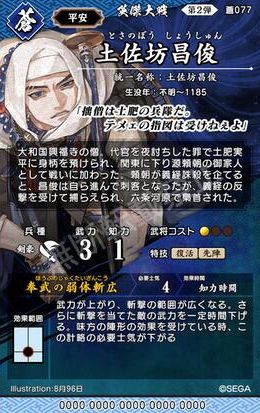 蒼
平安
英傑大戦
第2弾
蒼077
とさのぼう しょうしゅん
土佐坊昌俊
統一名称：土佐坊昌俊
生没年：不明～1185
「拙僧は土肥の兵隊だ。
テメェの指図は受けねぇよ」
大和国興福寺の僧。代官を夜討ちした罪で土肥実
平に身柄を預けられ、関東に下り源頼朝の御家人
として戦いに加わった。頼朝が義経誅殺を企てる
と、昌俊は自ら進んで刺客となったが、義経の反
撃を受けて捕らえられ、六条河原で梟首された。
兵種 武力 知力 武将コスト
剣豪 3 1
特技 復活 先陣
ほうぶのじゃくたいざんこう
奉武の弱体斬広
必要士気 4
効果時間 知力時間
効果範囲
武力が上がり、斬撃の範囲が広くなる。さ
らに斬撃を当てた敵の武力を一定時間下げ
る。味方の陣形の効果を受けている時、こ
の計略の必要士気が下がる
Illustration:8月96日
©SEGA
0000-0000-0000-0000-0000